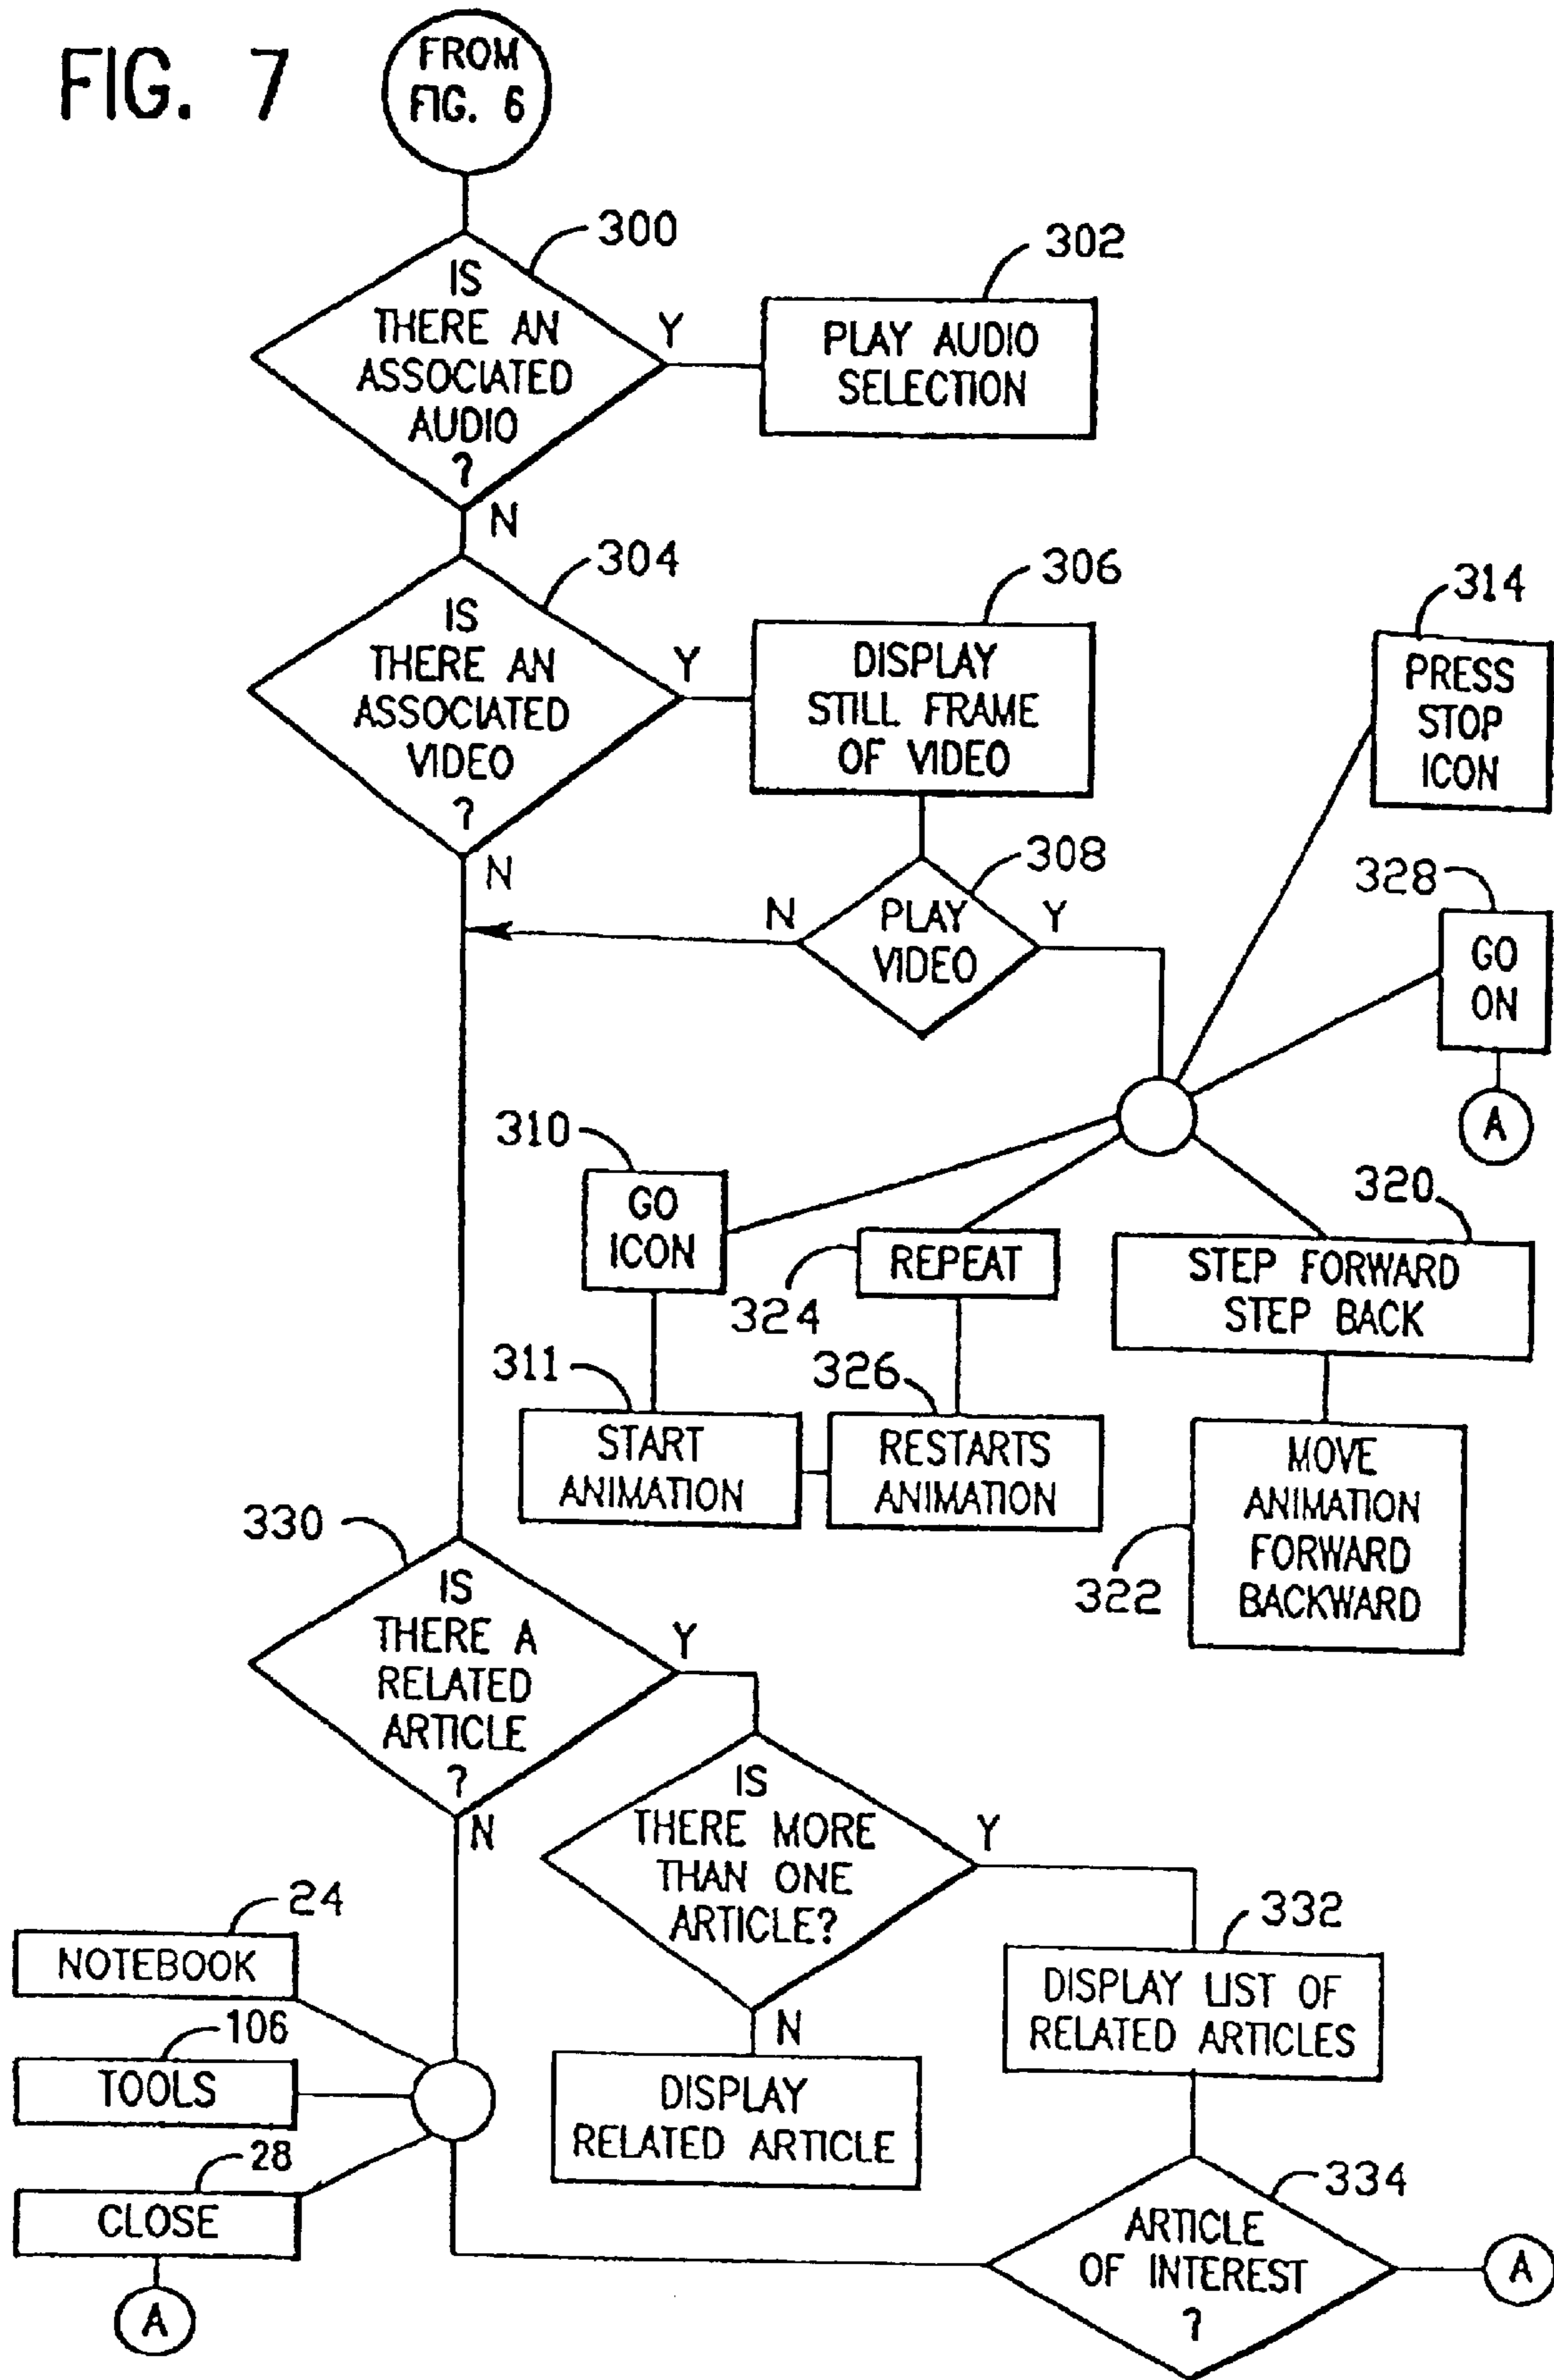 FIG. 7
FROM
FIG. 6
300
IS
THERE AN
ASSOCIATED
AUDIO
?
Y
N
302
PLAY AUDIO
SELECTION
304
IS
THERE AN
ASSOCIATED
VIDEO
?
Y
N
306
DISPLAY
STILL FRAME
OF VIDEO
308
PLAY
VIDEO
N
Y
314
PRESS
STOP
ICON
328
GO
ON
A
310
GO
ICON
311
START
ANIMATION
324
REPEAT
326
RESTARTS
ANIMATION
320
STEP FORWARD
STEP BACK
322
MOVE
ANIMATION
FORWARD
BACKWARD
330
IS
THERE A
RELATED
ARTICLE
?
Y
N
IS
THERE MORE
THAN ONE
ARTICLE?
Y
N
DISPLAY
RELATED ARTICLE
332
DISPLAY LIST OF
RELATED ARTICLES
334
ARTICLE
OF INTEREST
?
A
24
NOTEBOOK
106
TOOLS
28
CLOSE
A